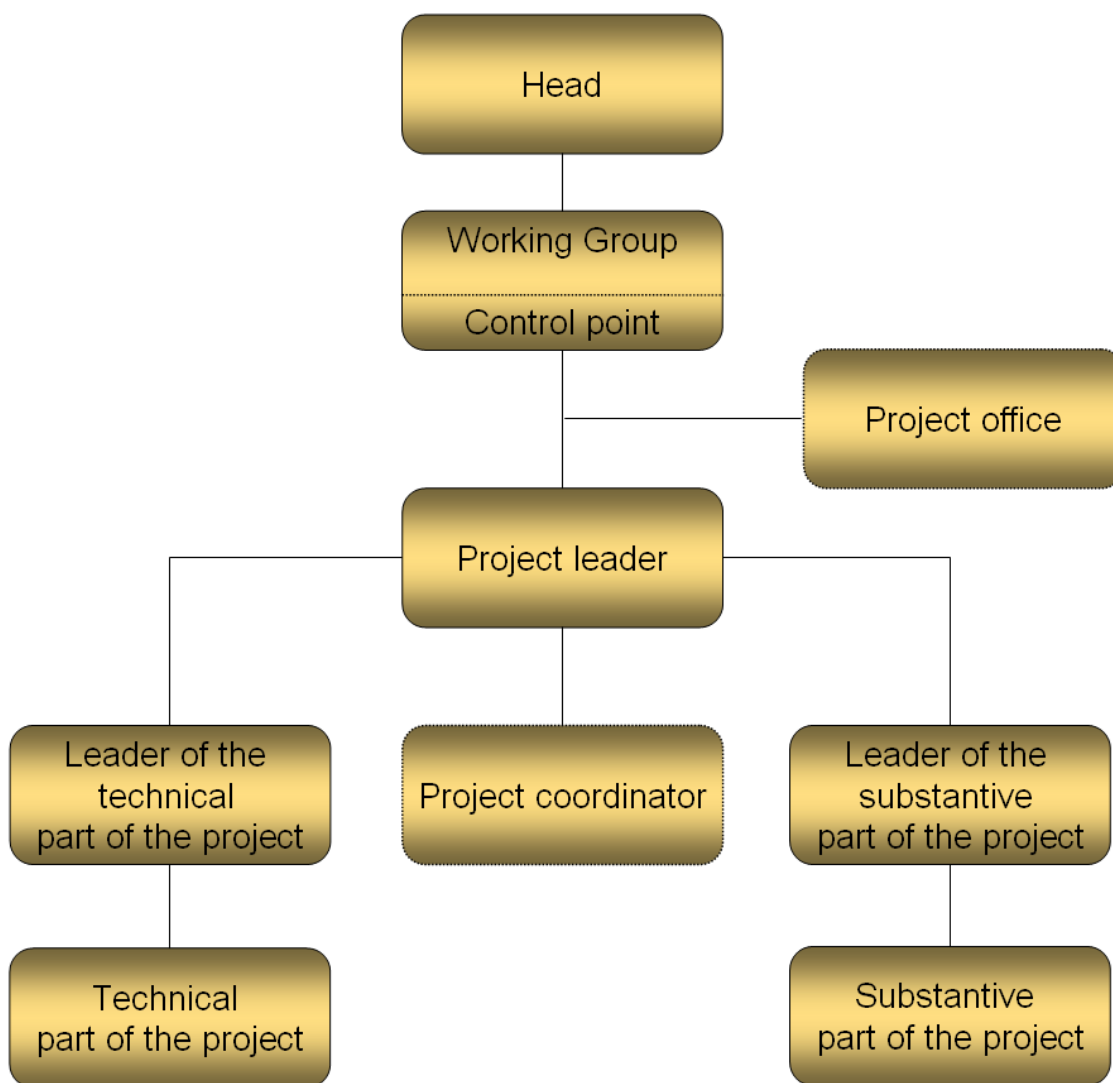 Head
Working Group
Control point
Project office
Project leader
Leader of the
technical
part of the project
Project coordinator
Leader of the
substantive
part of the project
Technical
part of the project
Substantive
part of the project